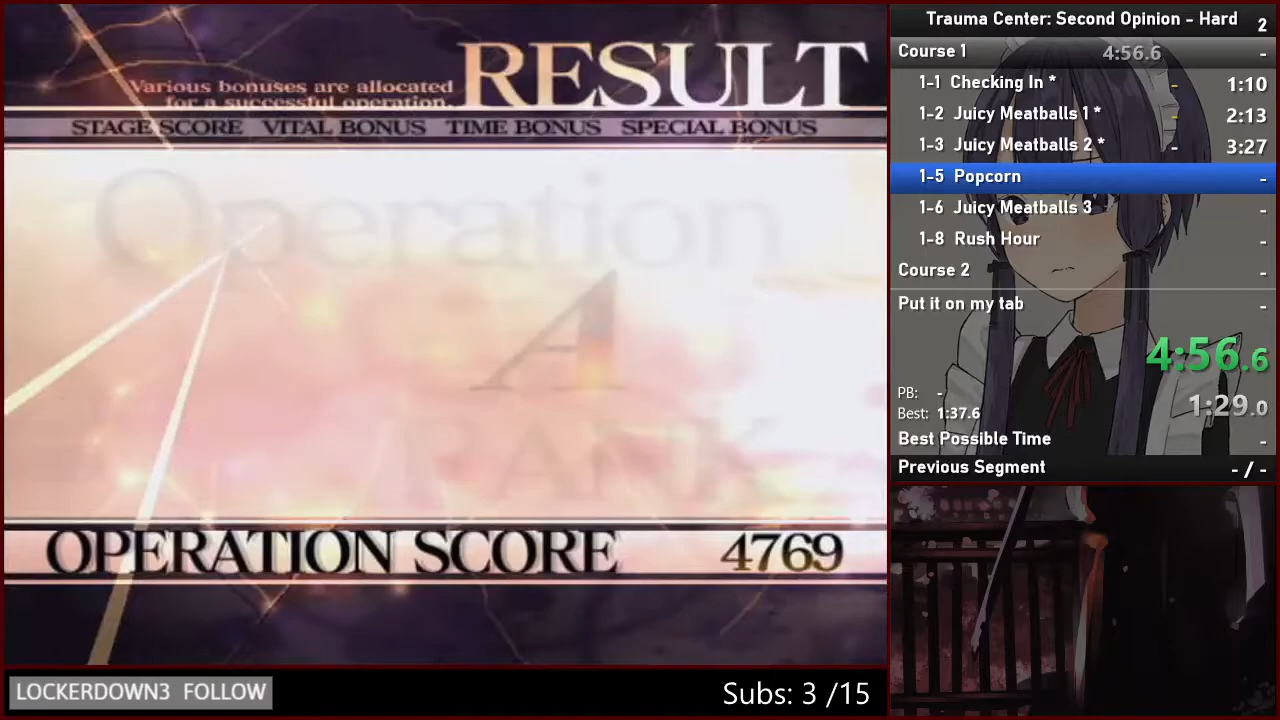 RESULT
Various bonuses are allocated
for a successful operation.
STAGE SCORE VITAL BONUS TIME BONUS SPECIAL BONUS
Operation
A
RANK
OPERATION SCORE 4769
LOCKERDOWN3 FOLLOW
Subs: 3 /15
Trauma Center: Second Opinion - Hard 2
Course 1 4:56.6 -
1-1 Checking In * - 1:10
1-2 Juicy Meatballs 1 * - 2:13
1-3 Juicy Meatballs 2 * - 3:27
1-5 Popcorn -
1-6 Juicy Meatballs 3 -
1-8 Rush Hour -
Course 2 -
Put it on my tab -
4:56.6
PB: -
1:29.0
Best: 1:37.6
Best Possible Time -
Previous Segment - / -